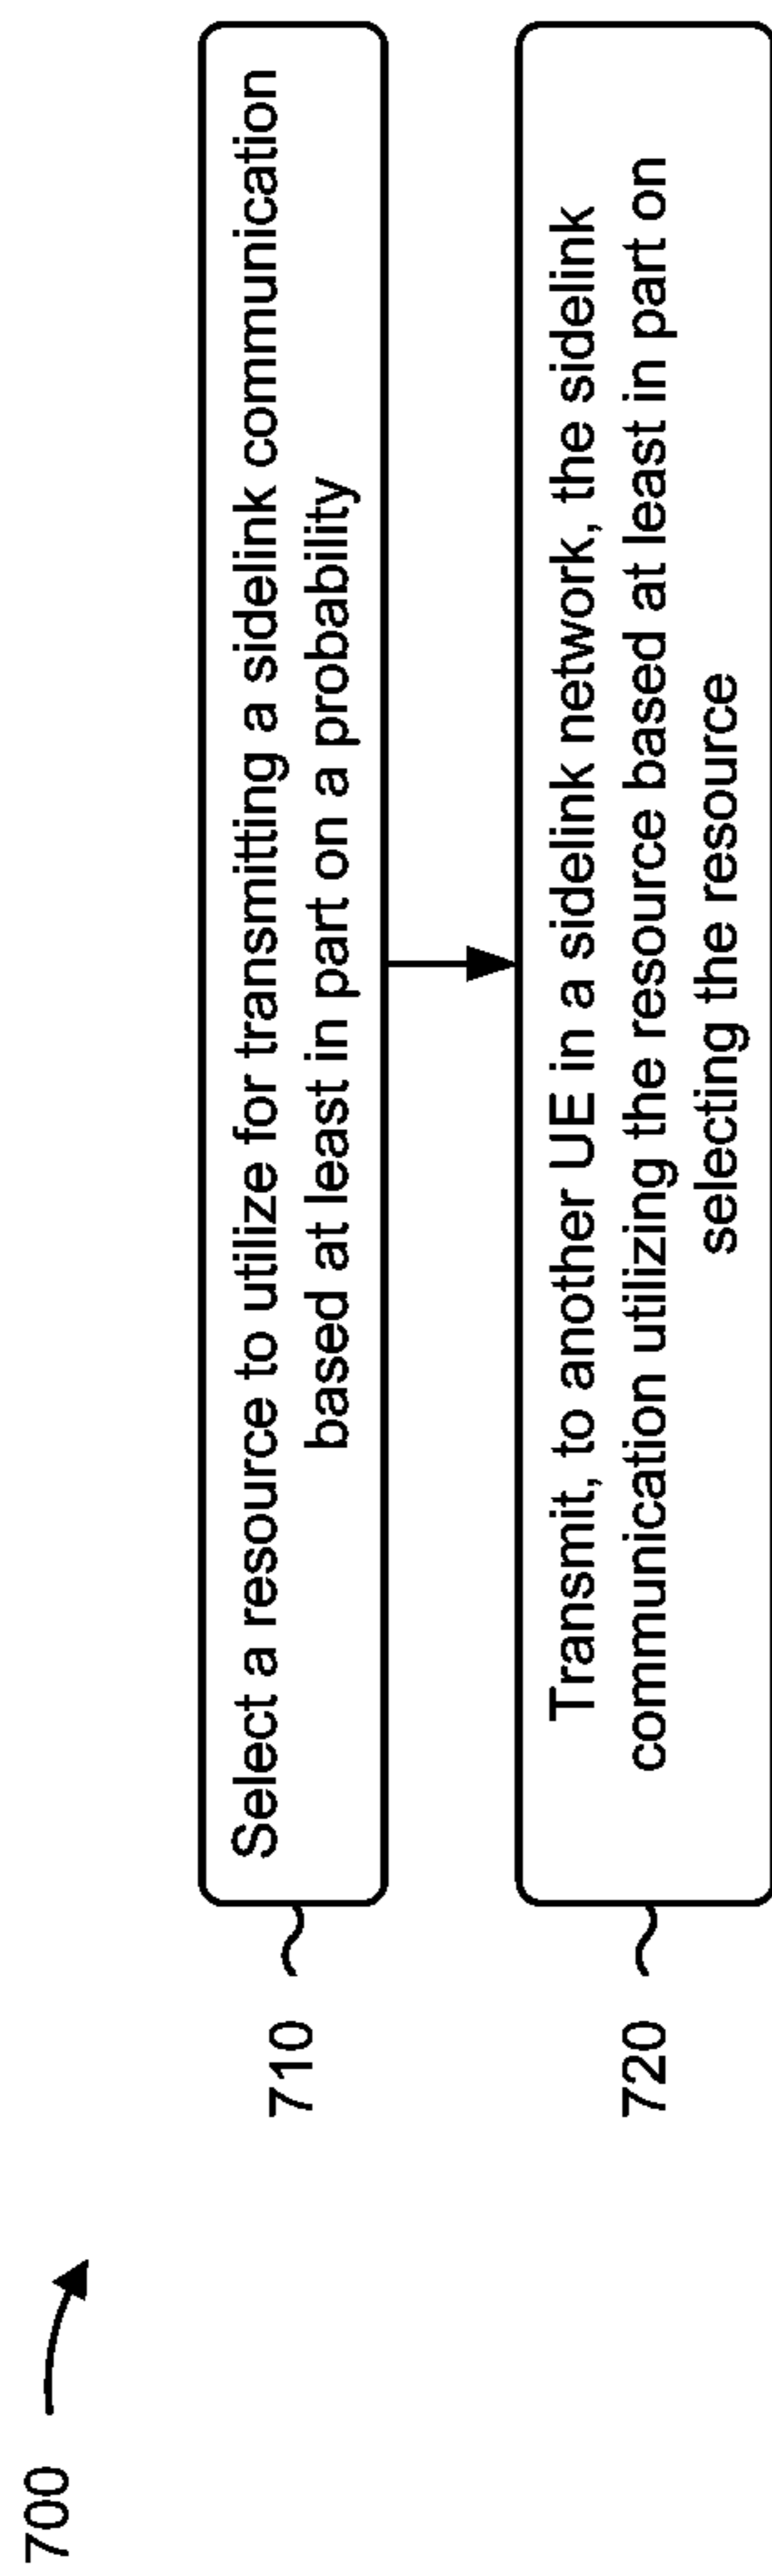 700
710
Select a resource to utilize for transmitting a sidelink communication
based at least in part on a probability
720
Transmit, to another UE in a sidelink network, the sidelink
communication utilizing the resource based at least in part on
selecting the resource